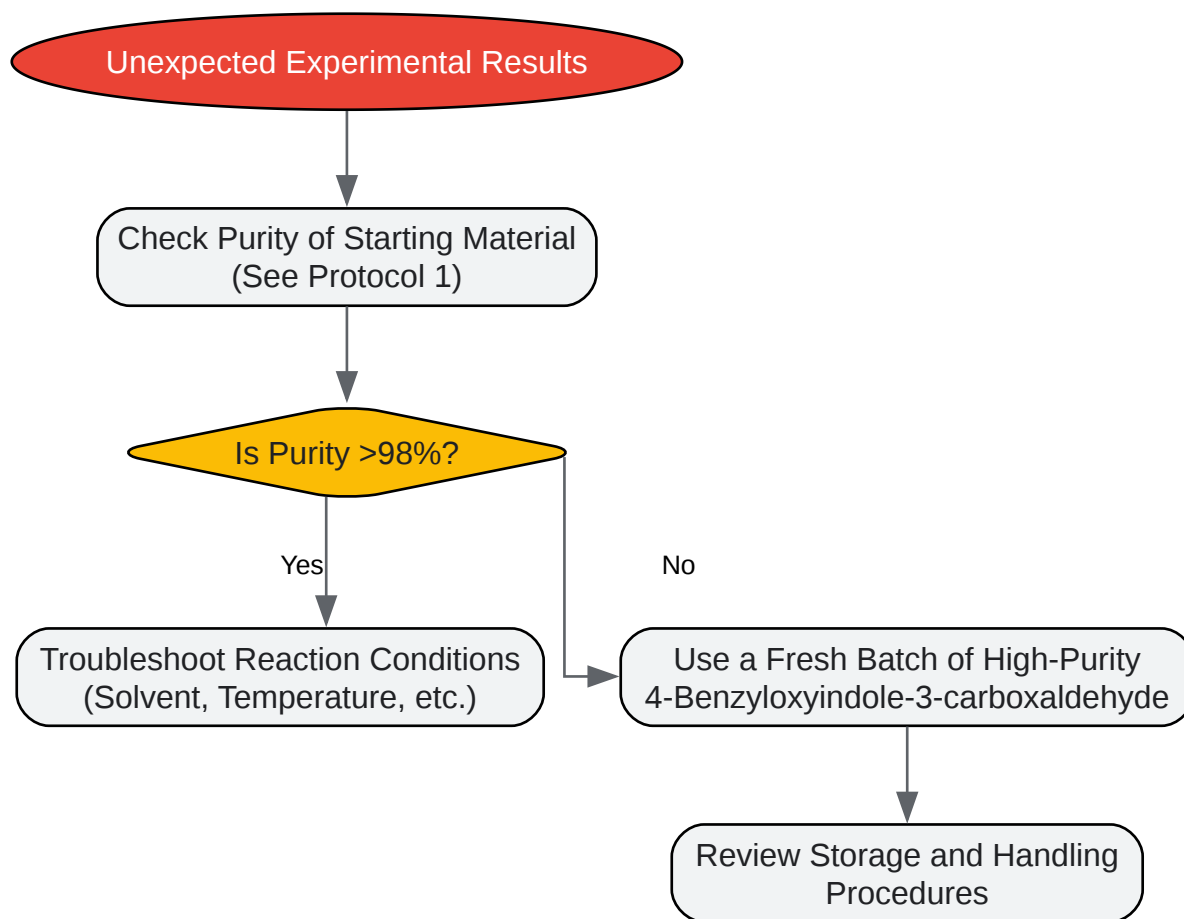 Unexpected Experimental Results
Check Purity of Starting Material
(See Protocol 1)
Is Purity >98%?
Yes
No
Troubleshoot Reaction Conditions
(Solvent, Temperature, etc.)
Use a Fresh Batch of High-Purity
4-Benzyloxyindole-3-carboxaldehyde
Review Storage and Handling
Procedures